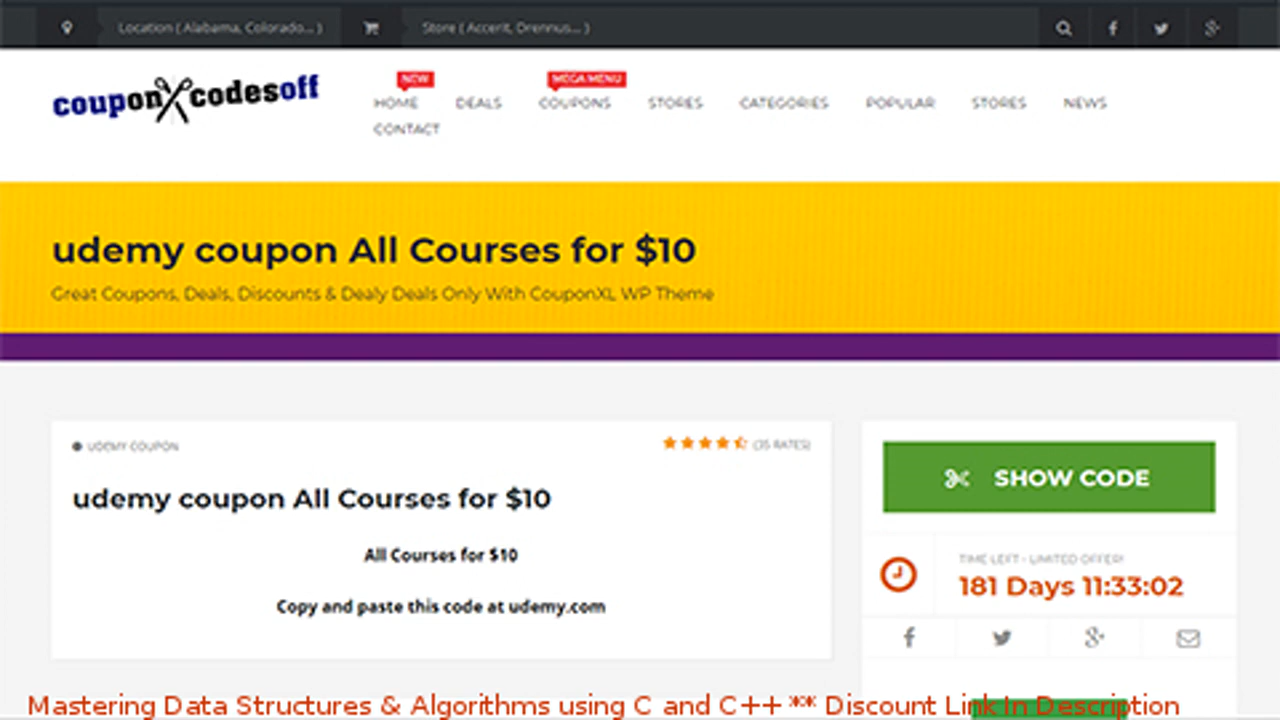 Location ( Alabama, Colorado... ) Store ( Accerit, Drennus... )
coupon codesoff
NEW MEGA MENU
HOME DEALS COUPONS STORES CATEGORIES POPULAR STORES NEWS
CONTACT
udemy coupon All Courses for $10
Great Coupons, Deals, Discounts & Dealy Deals Only With CouponXL WP Theme
UDEMY COUPON (35 RATES)
udemy coupon All Courses for $10
All Courses for $10
Copy and paste this code at udemy.com
SHOW CODE
TIME LEFT - LIMITED OFFER!
181 Days 11:33:02
Mastering Data Structures & Algorithms using C and C++ ** Discount Link In Description